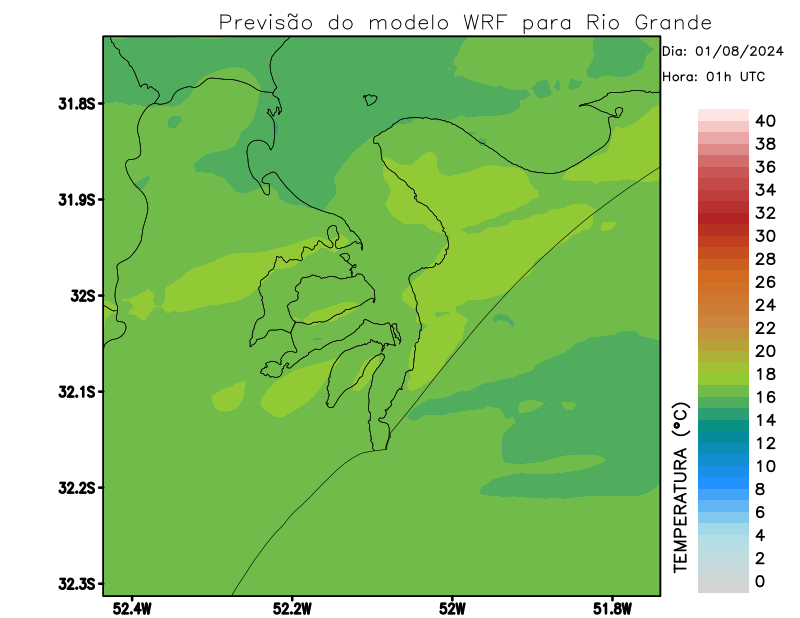 Previsão do modelo WRF para Rio Grande
Dia: 01/08/2024
Hora: 01h UTC
31.8S
31.9S
32S
32.1S
32.2S
32.3S
52.4W
52.2W
52W
51.8W
TEMPERATURA (°C)
40
38
36
34
32
30
28
26
24
22
20
18
16
14
12
10
8
6
4
2
0